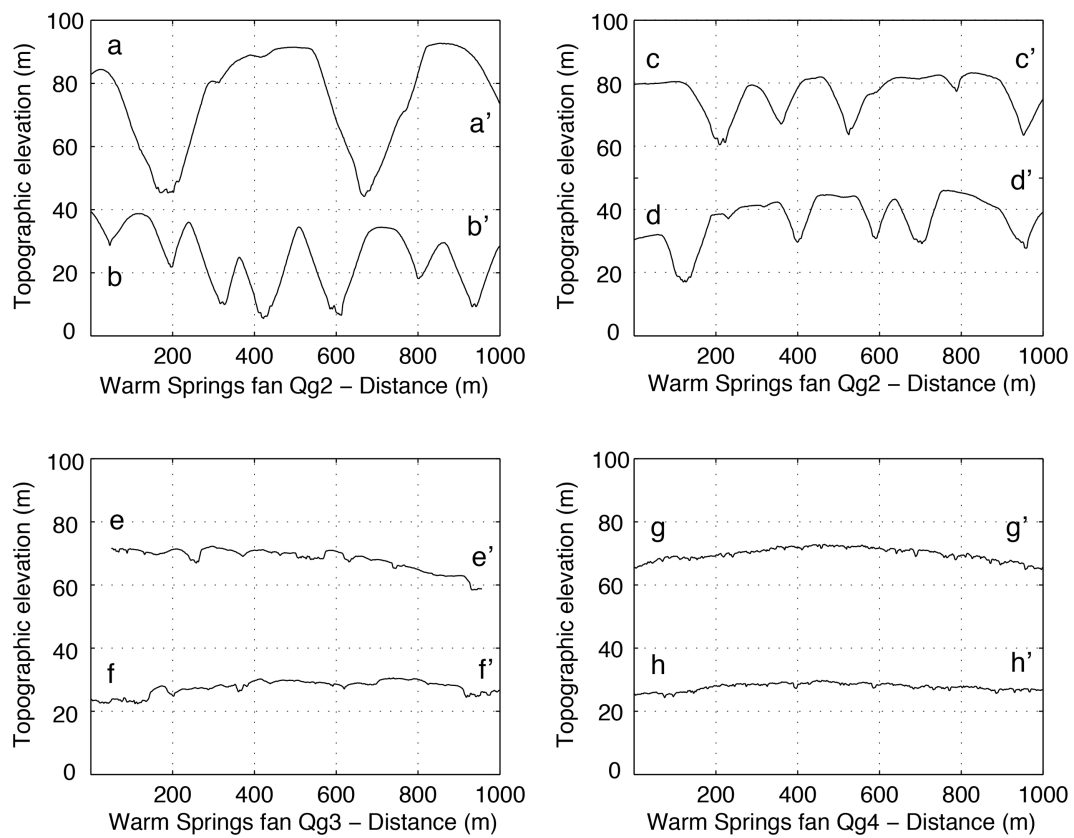 100
80
60
40
20
0
Topographic elevation (m)
a
a’
b
b’
200 400 600 800 1000
Warm Springs fan Qg2 – Distance (m)
100
80
60
40
20
0
Topographic elevation (m)
c
c’
d
d’
200 400 600 800 1000
Warm Springs fan Qg2 – Distance (m)
100
80
60
40
20
0
Topographic elevation (m)
e
e’
f
f’
200 400 600 800 1000
Warm Springs fan Qg3 – Distance (m)
100
80
60
40
20
0
Topographic elevation (m)
g
g’
h
h’
200 400 600 800 1000
Warm Springs fan Qg4 – Distance (m)